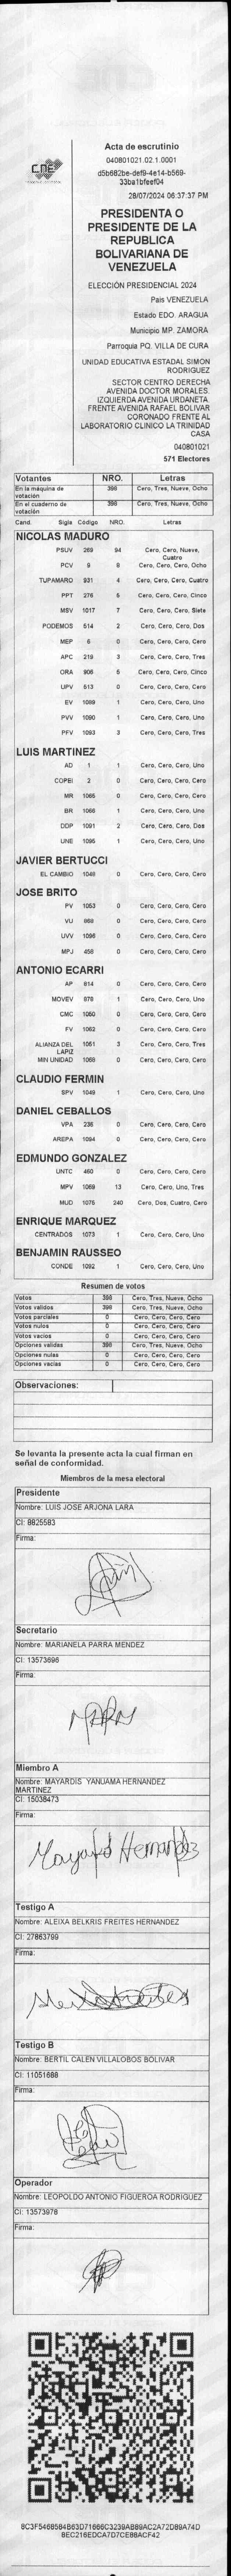 CNE
Acta de escrutinio
040801021.02.1.0001
d5b682be-def9-4e14-b569-
33ba1bfeef04
28/07/2024 06:37:37 PM
PRESIDENTA O
PRESIDENTE DE LA
REPUBLICA
BOLIVARIANA DE
VENEZUELA
ELECCIÓN PRESIDENCIAL 2024
País VENEZUELA
Estado EDO. ARAGUA
Municipio MP. ZAMORA
Parroquia PQ. VILLA DE CURA
UNIDAD EDUCATIVA ESTADAL SIMON
RODRIGUEZ
SECTOR CENTRO DERECHA
AVENIDA DOCTOR MORALES.
IZQUIERDA AVENIDA URDANETA.
FRENTE AVENIDA RAFAEL BOLIVAR
CORONADO FRENTE AL
LABORATORIO CLINICO LA TRINIDAD
CASA
040801021
571 Electores
Votantes NRO. Letras
En la máquina de votación 398 Cero, Tres, Nueve, Ocho
En el cuaderno de votación 398 Cero, Tres, Nueve, Ocho
Cand. Sigla Código NRO. Letras
NICOLAS MADURO
PSUV 269 94 Cero, Cero, Nueve, Cuatro
PCV 9 8 Cero, Cero, Cero, Ocho
TUPAMARO 931 4 Cero, Cero, Cero, Cuatro
PPT 276 5 Cero, Cero, Cero, Cinco
MSV 1017 7 Cero, Cero, Cero, Siete
PODEMOS 514 2 Cero, Cero, Cero, Dos
MEP 6 0 Cero, Cero, Cero, Cero
APC 219 3 Cero, Cero, Cero, Tres
ORA 906 5 Cero, Cero, Cero, Cinco
UPV 513 0 Cero, Cero, Cero, Cero
EV 1089 1 Cero, Cero, Cero, Uno
PVV 1090 1 Cero, Cero, Cero, Uno
PFV 1093 3 Cero, Cero, Cero, Tres
LUIS MARTINEZ
AD 1 1 Cero, Cero, Cero, Uno
COPEI 2 0 Cero, Cero, Cero, Cero
MR 1065 0 Cero, Cero, Cero, Cero
BR 1066 1 Cero, Cero, Cero, Uno
DDP 1091 2 Cero, Cero, Cero, Dos
UNE 1095 1 Cero, Cero, Cero, Uno
JAVIER BERTUCCI
EL CAMBIO 1048 0 Cero, Cero, Cero, Cero
JOSE BRITO
PV 1053 0 Cero, Cero, Cero, Cero
VU 868 0 Cero, Cero, Cero, Cero
UVV 1096 0 Cero, Cero, Cero, Cero
MPJ 458 0 Cero, Cero, Cero, Cero
ANTONIO ECARRI
AP 814 0 Cero, Cero, Cero, Cero
MOVEV 879 1 Cero, Cero, Cero, Uno
CMC 1060 0 Cero, Cero, Cero, Cero
FV 1062 0 Cero, Cero, Cero, Cero
ALIANZA DEL LAPIZ 1051 3 Cero, Cero, Cero, Tres
MIN UNIDAD 1068 0 Cero, Cero, Cero, Cero
CLAUDIO FERMIN
SPV 1049 1 Cero, Cero, Cero, Uno
DANIEL CEBALLOS
VPA 236 0 Cero, Cero, Cero, Cero
AREPA 1094 0 Cero, Cero, Cero, Cero
EDMUNDO GONZALEZ
UNTC 460 0 Cero, Cero, Cero, Cero
MPV 1069 13 Cero, Cero, Uno, Tres
MUD 1076 240 Cero, Dos, Cuatro, Cero
ENRIQUE MARQUEZ
CENTRADOS 1073 1 Cero, Cero, Cero, Uno
BENJAMIN RAUSSEO
CONDE 1092 1 Cero, Cero, Cero, Uno
Resumen de votos
Votos 398 Cero, Tres, Nueve, Ocho
Votos validos 398 Cero, Tres, Nueve, Ocho
Votos parciales 0 Cero, Cero, Cero, Cero
Votos nulos 0 Cero, Cero, Cero, Cero
Votos vacios 0 Cero, Cero, Cero, Cero
Opciones validas 398 Cero, Tres, Nueve, Ocho
Opciones nulas 0 Cero, Cero, Cero, Cero
Opciones vacias 0 Cero, Cero, Cero, Cero
Observaciones:
Se levanta la presente acta la cual firman en
señal de conformidad.
Miembros de la mesa electoral
Presidente
Nombre: LUIS JOSE ARJONA LARA
CI: 8825583
Firma:
Secretario
Nombre: MARIANELA PARRA MENDEZ
CI: 13573696
Firma:
Miembro A
Nombre: MAYARDIS YANUAMA HERNANDEZ
MARTINEZ
CI: 15038473
Firma:
Testigo A
Nombre: ALEIXA BELKRIS FREITES HERNANDEZ
CI: 27863799
Firma:
Testigo B
Nombre: BERTIL CALEN VILLALOBOS BOLIVAR
CI: 11051688
Firma:
Operador
Nombre: LEOPOLDO ANTONIO FIGUEROA RODRIGUEZ
CI: 13573978
Firma:
8C3F5468584B63D71666C3239AB89AC2A72D89A74D
8EC216EDCA7D7CE88ACF42